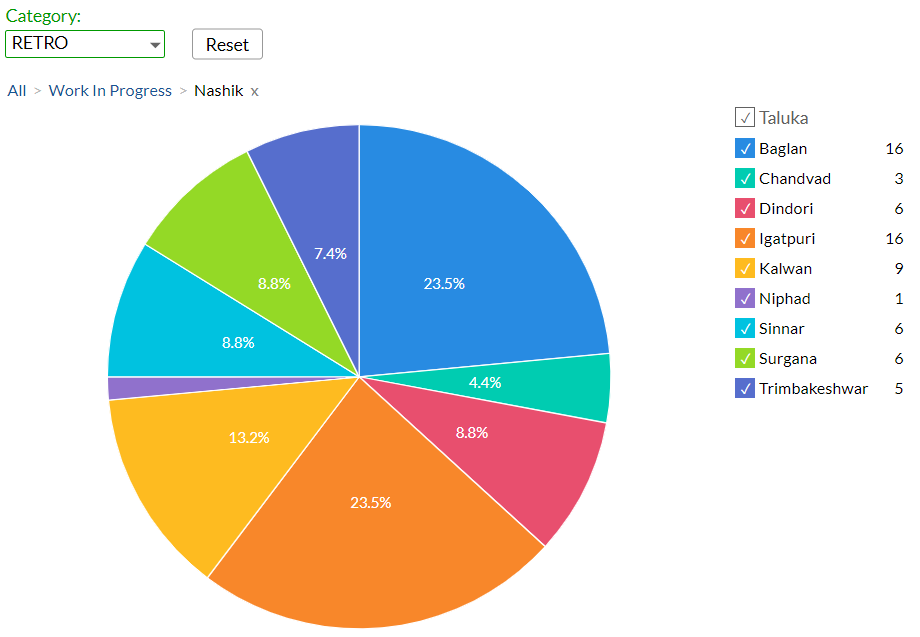 Category:
RETRO
Reset
All > Work In Progress > Nashik x
Taluka
Baglan 16
Chandvad 3
Dindori 6
Igatpuri 16
Kalwan 9
Niphad 1
Sinnar 6
Surgana 6
Trimbakeshwar 5
7.4%
23.5%
8.8%
8.8%
4.4%
8.8%
13.2%
23.5%